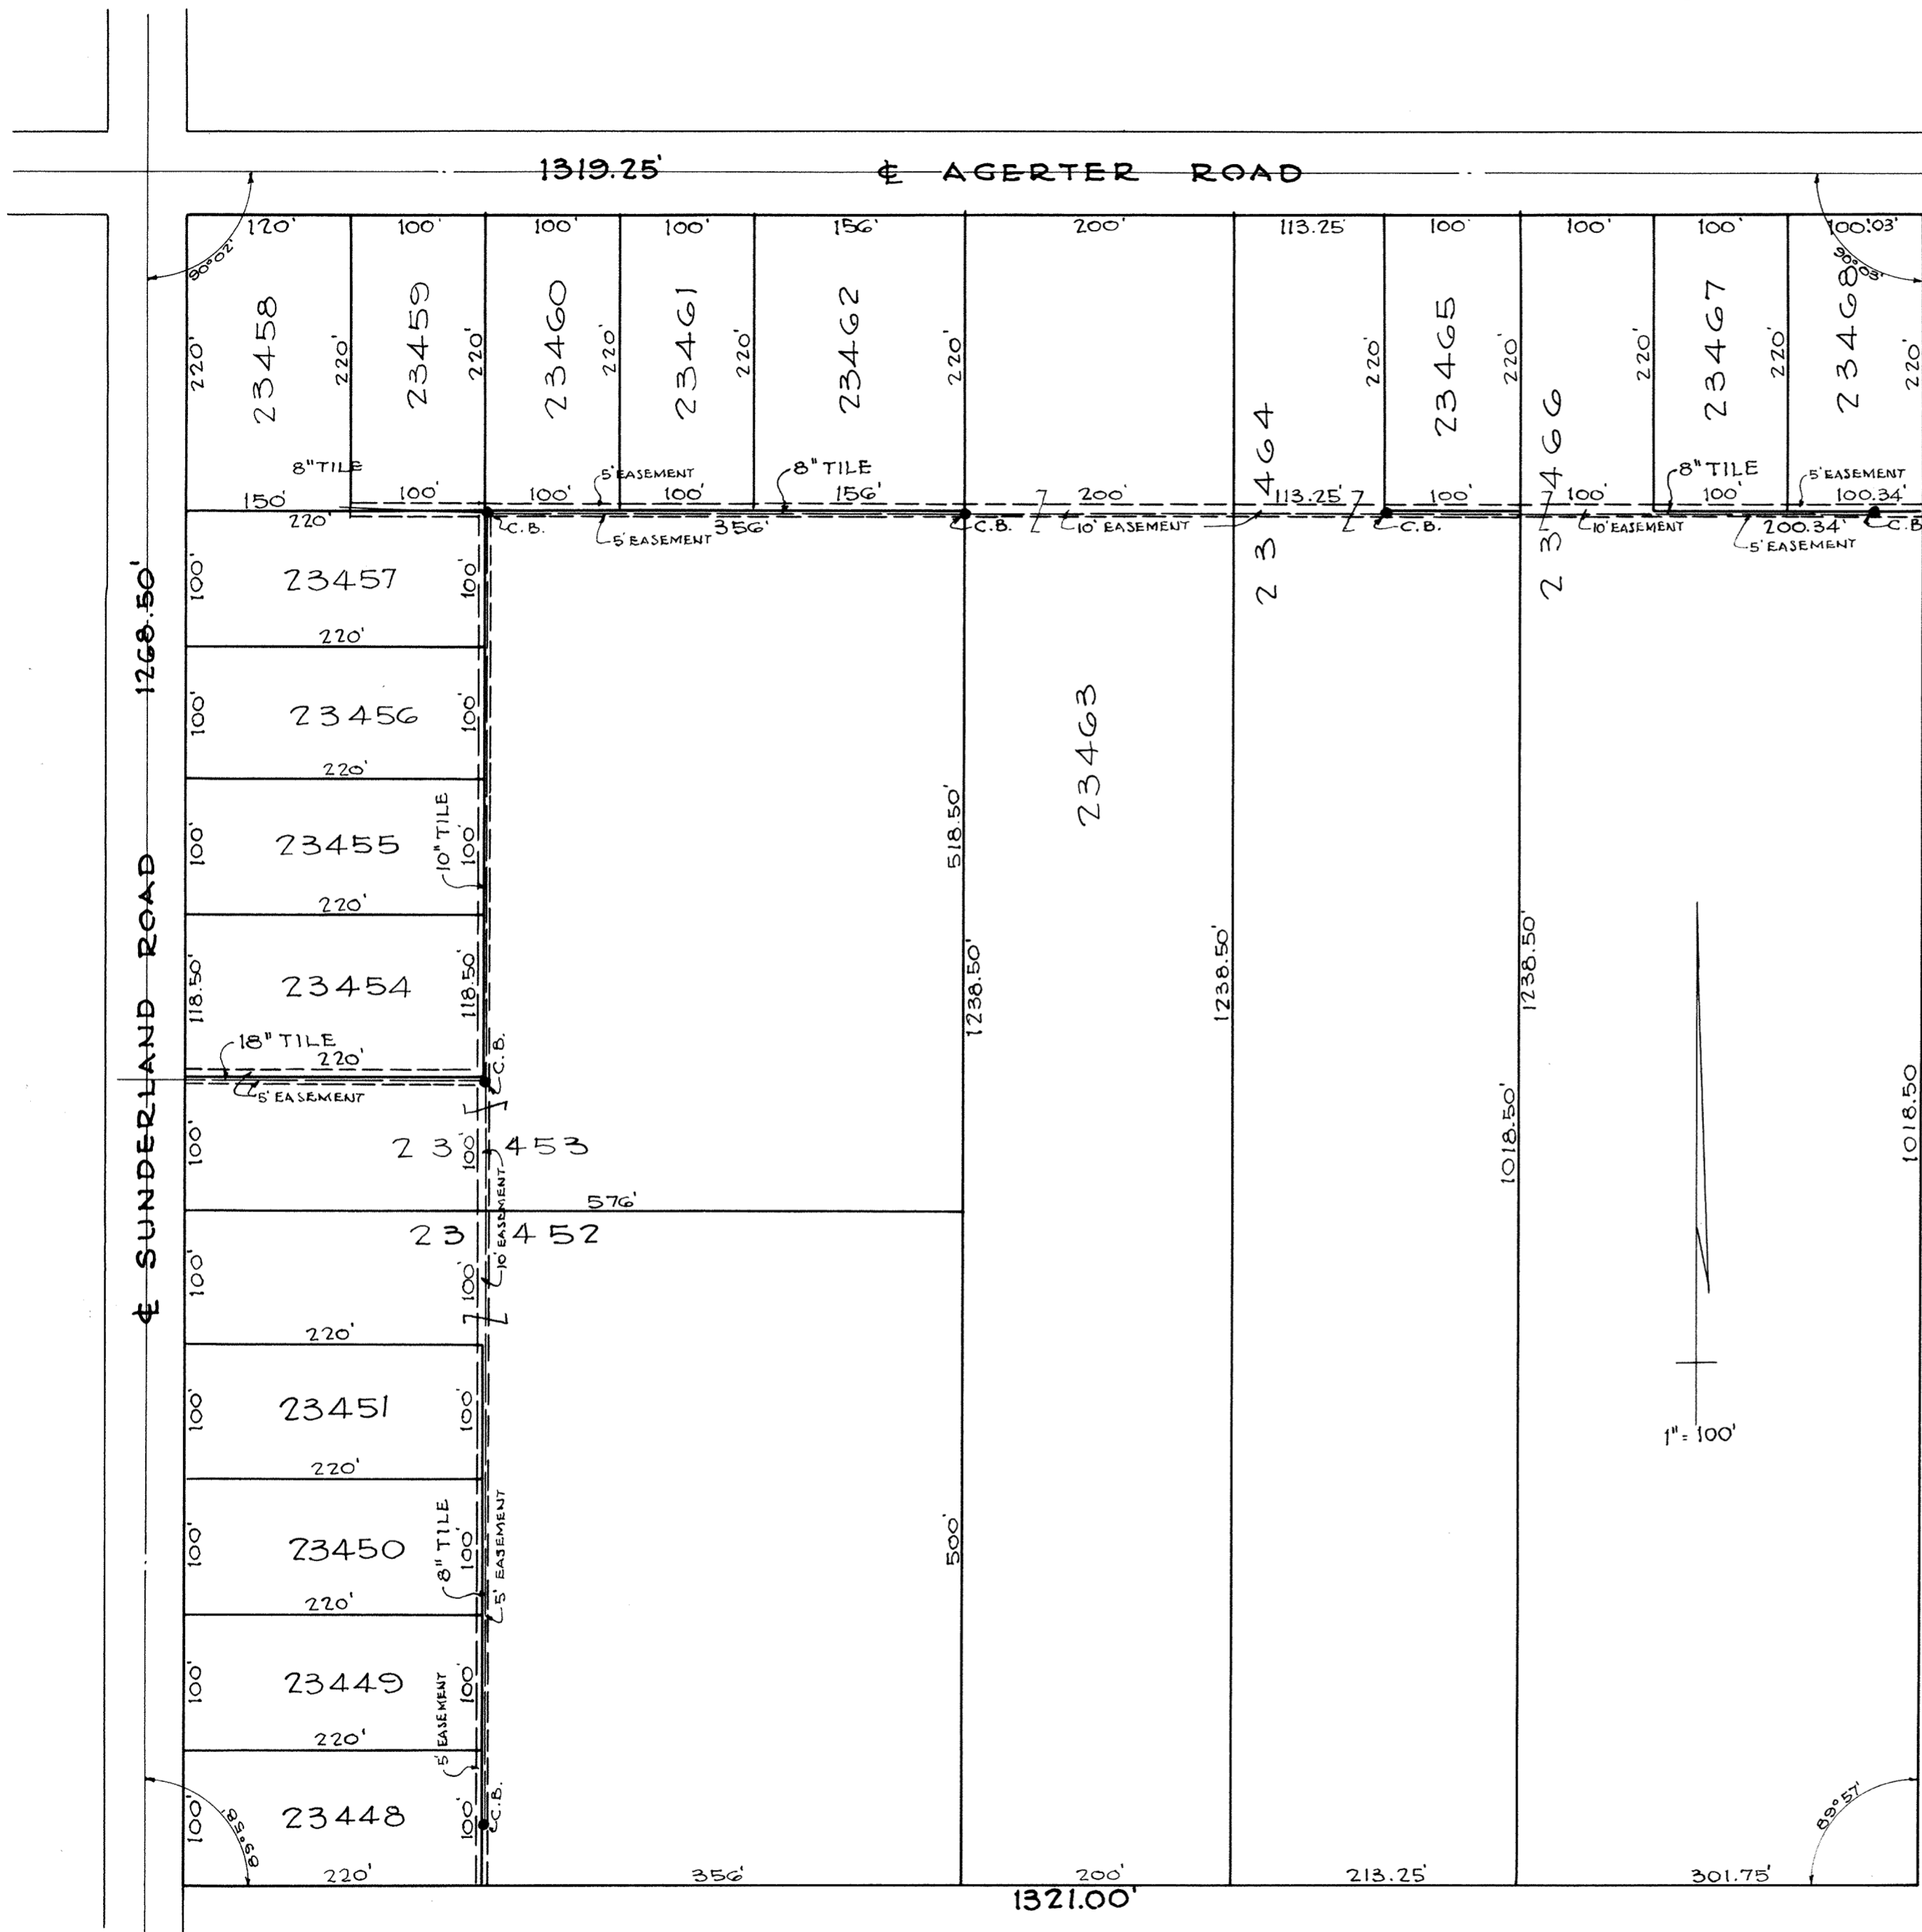 1319.25' ℄ AGERTER ROAD
120' 100' 100' 100' 156' 200' 113.25' 100' 100' 100' 100.03'
90°02' 90°03'
23458 23459 23460 23461 23462 23464 23465 23466 23467 23468
220' 220' 220' 220' 220' 220' 220' 220' 220' 220' 220'
8" TILE 5' EASEMENT 8" TILE 8" TILE 5' EASEMENT
150' 100' 100' 100' 156' 200' 113.25' 100' 100' 100' 100.34'
220' C.B. 5' EASEMENT 356' C.B. 10' EASEMENT C.B. 10' EASEMENT 200.34' 5' EASEMENT C.B
℄ SUNDERLAND ROAD 1268.50'
100' 23457 100'
220'
100' 23456 100'
220'
23463
10" TILE
100' 23455 100'
518.50'
220'
118.50' 23454 118.50'
1238.50' 1238.50' 1238.50'
18" TILE
220' C.B.
5' EASEMENT
100' 23453 100'
1018.50' 1018.50
10' EASEMENT
576'
23452
100' 100'
220'
100' 23451 100'
1" = 100'
220'
8" TILE 5' EASEMENT
100' 23450 100'
500'
220'
100' 23449 100'
5' EASEMENT
220'
C.B.
100' 23448 100'
89°58' 89°57'
220' 356' 200' 213.25' 301.75'
1321.00'